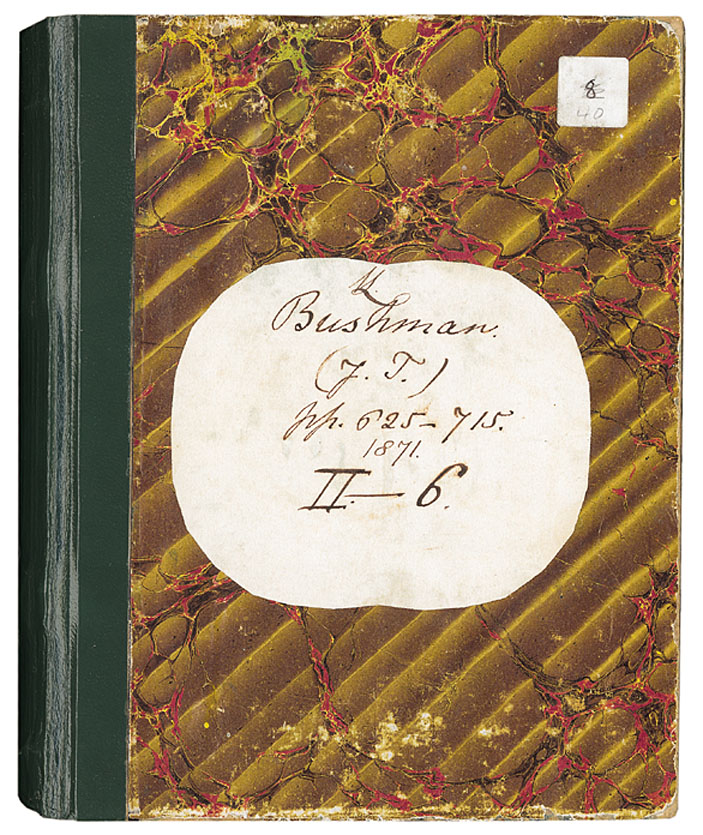 8
40
Bushman.
(J. T.)
pp. 625–715.
1871.
II.–6.